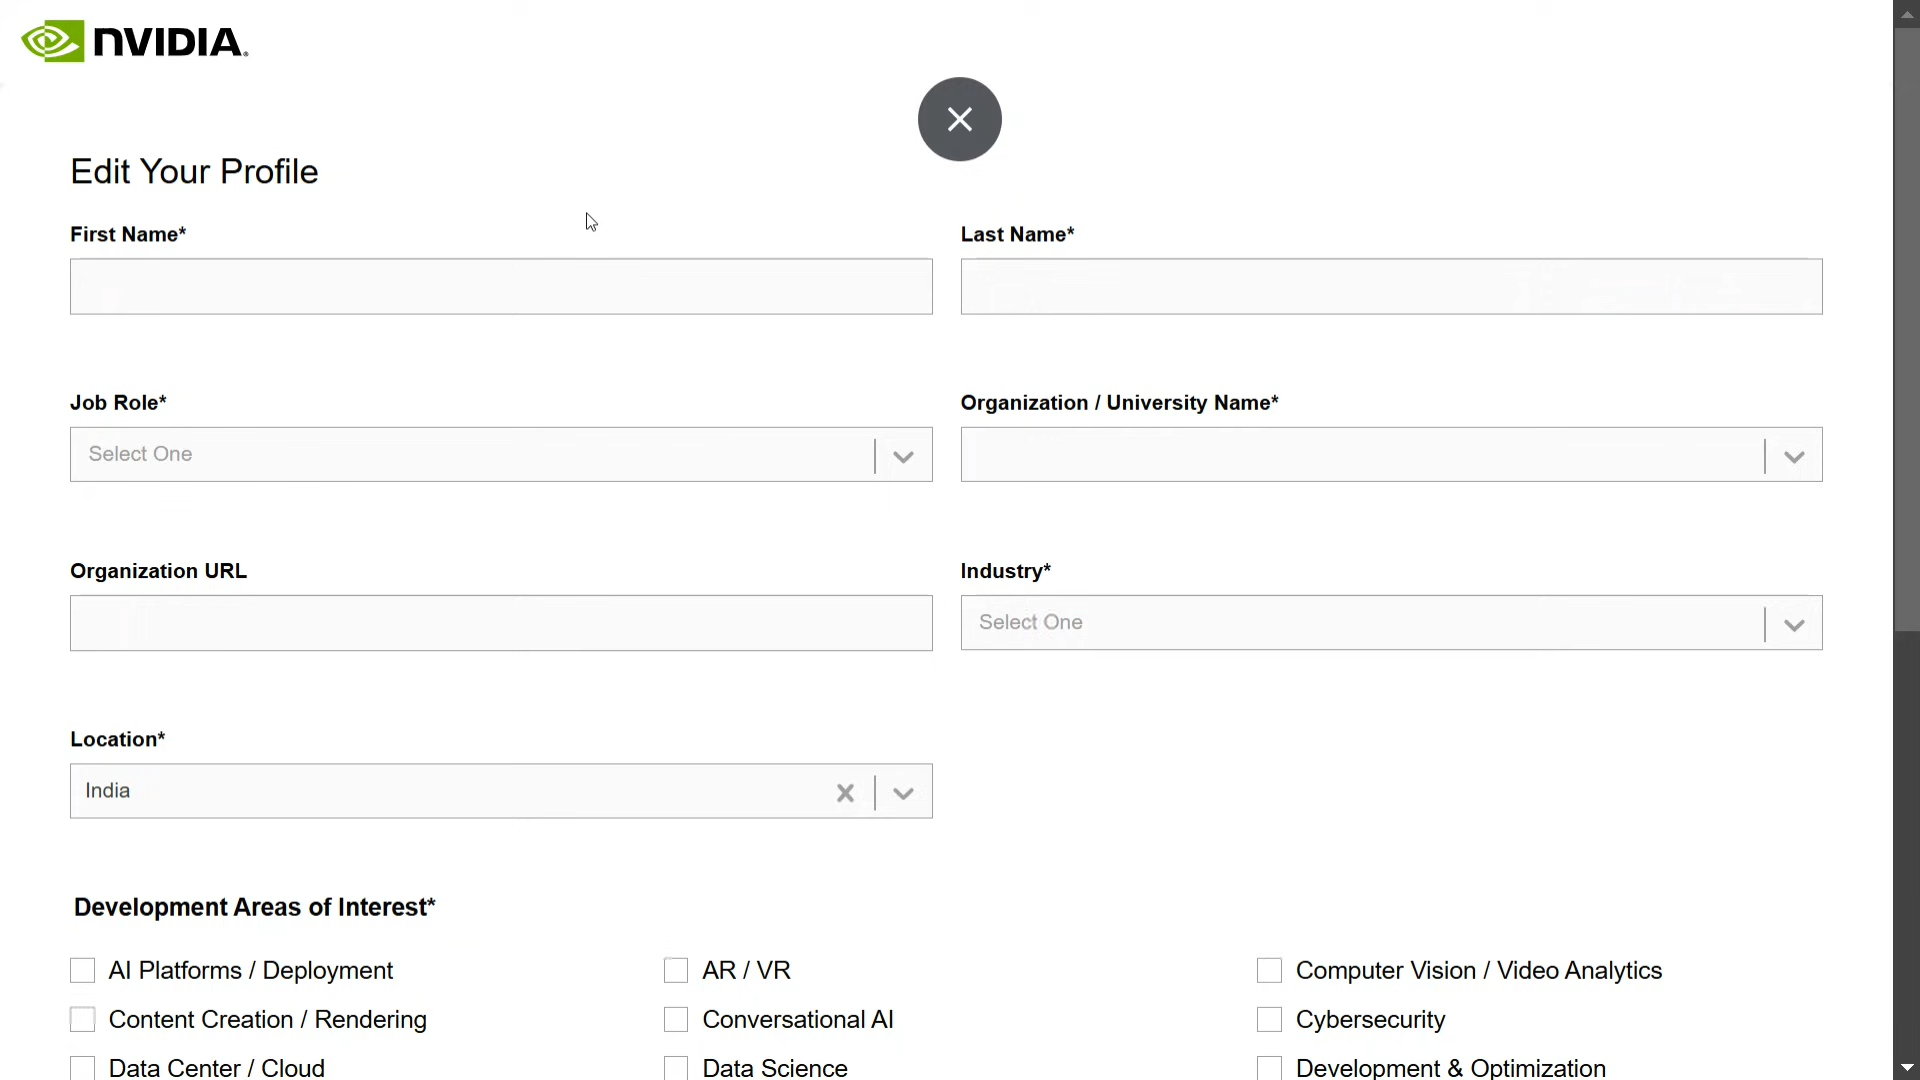 NVIDIA.
Edit Your Profile
First Name*
Last Name*
Job Role*
Organization / University Name*
Select One
Organization URL
Industry*
Select One
Location*
India
Development Areas of Interest*
AI Platforms / Deployment
AR / VR
Computer Vision / Video Analytics
Content Creation / Rendering
Conversational AI
Cybersecurity
Data Center / Cloud
Data Science
Development & Optimization